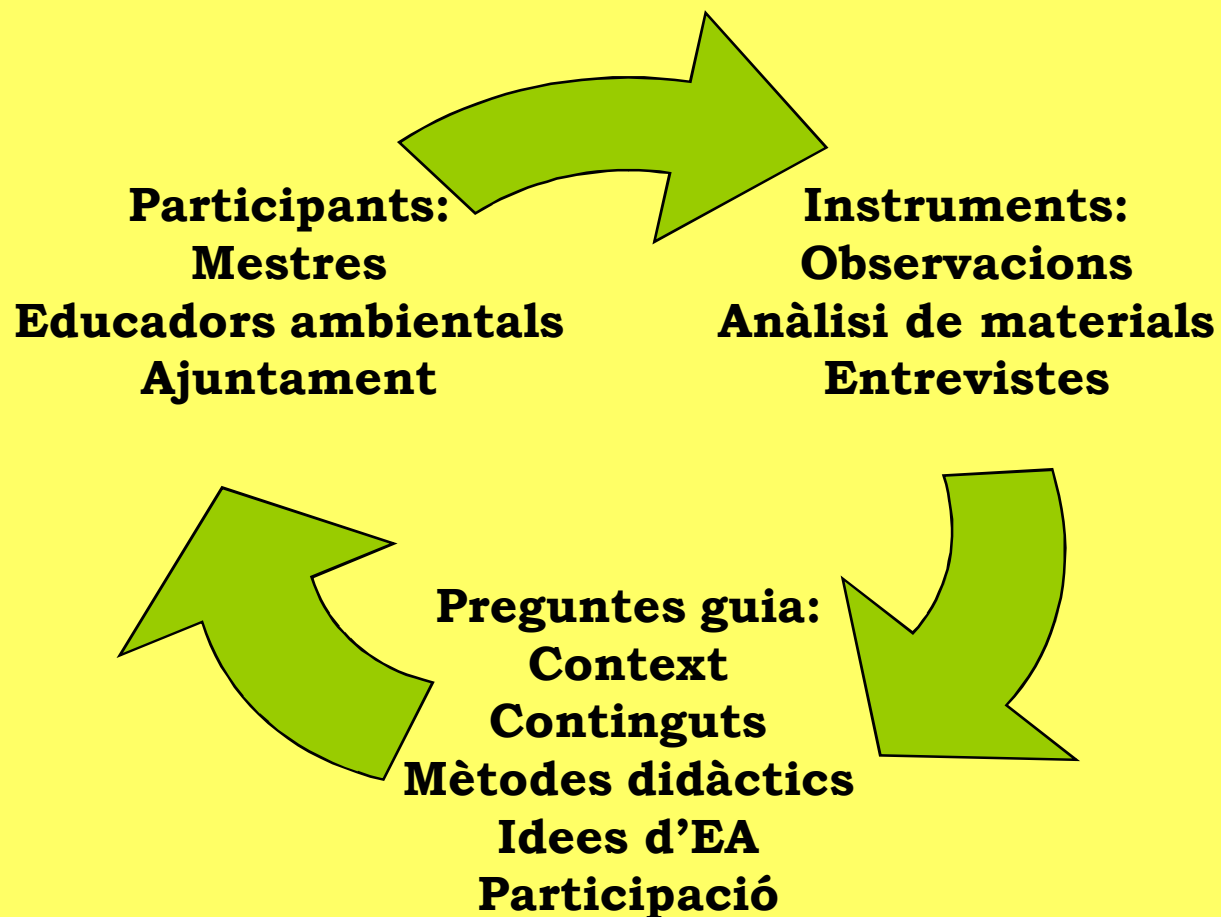 Participants:
Mestres
Educadors ambientals
Ajuntament
Instruments:
Observacions
Anàlisi de materials
Entrevistes
Preguntes guia:
Context
Continguts
Mètodes didàctics
Idees d’EA
Participació